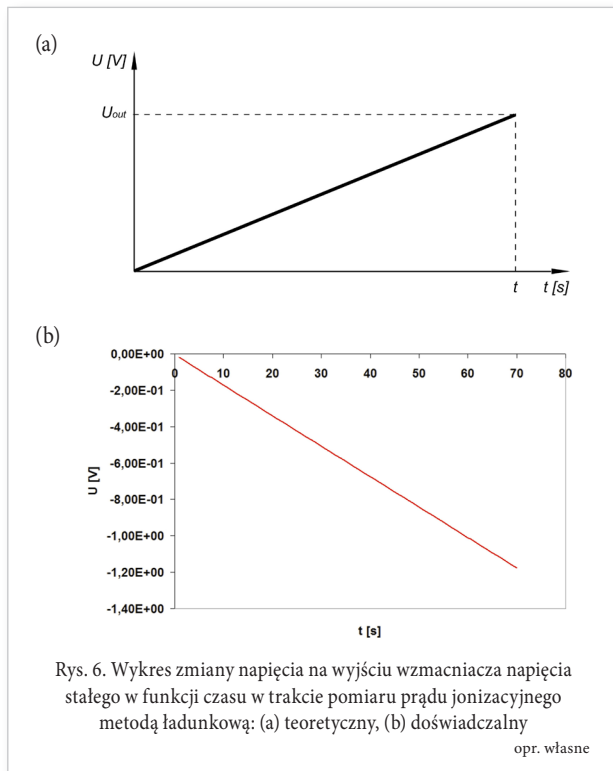 (a)
U [V]
Uout
t t [s]
(b)
0,00E+00
0 10 20 30 40 50 60 70 80
-2,00E-01
-4,00E-01
-6,00E-01
-8,00E-01
-1,00E+00
-1,20E+00
-1,40E+00
U [V]
t [s]
Rys. 6. Wykres zmiany napięcia na wyjściu wzmacniacza napięcia
stałego w funkcji czasu w trakcie pomiaru prądu jonizacyjnego
metodą ładunkową: (a) teoretyczny, (b) doświadczalny
opr. własne